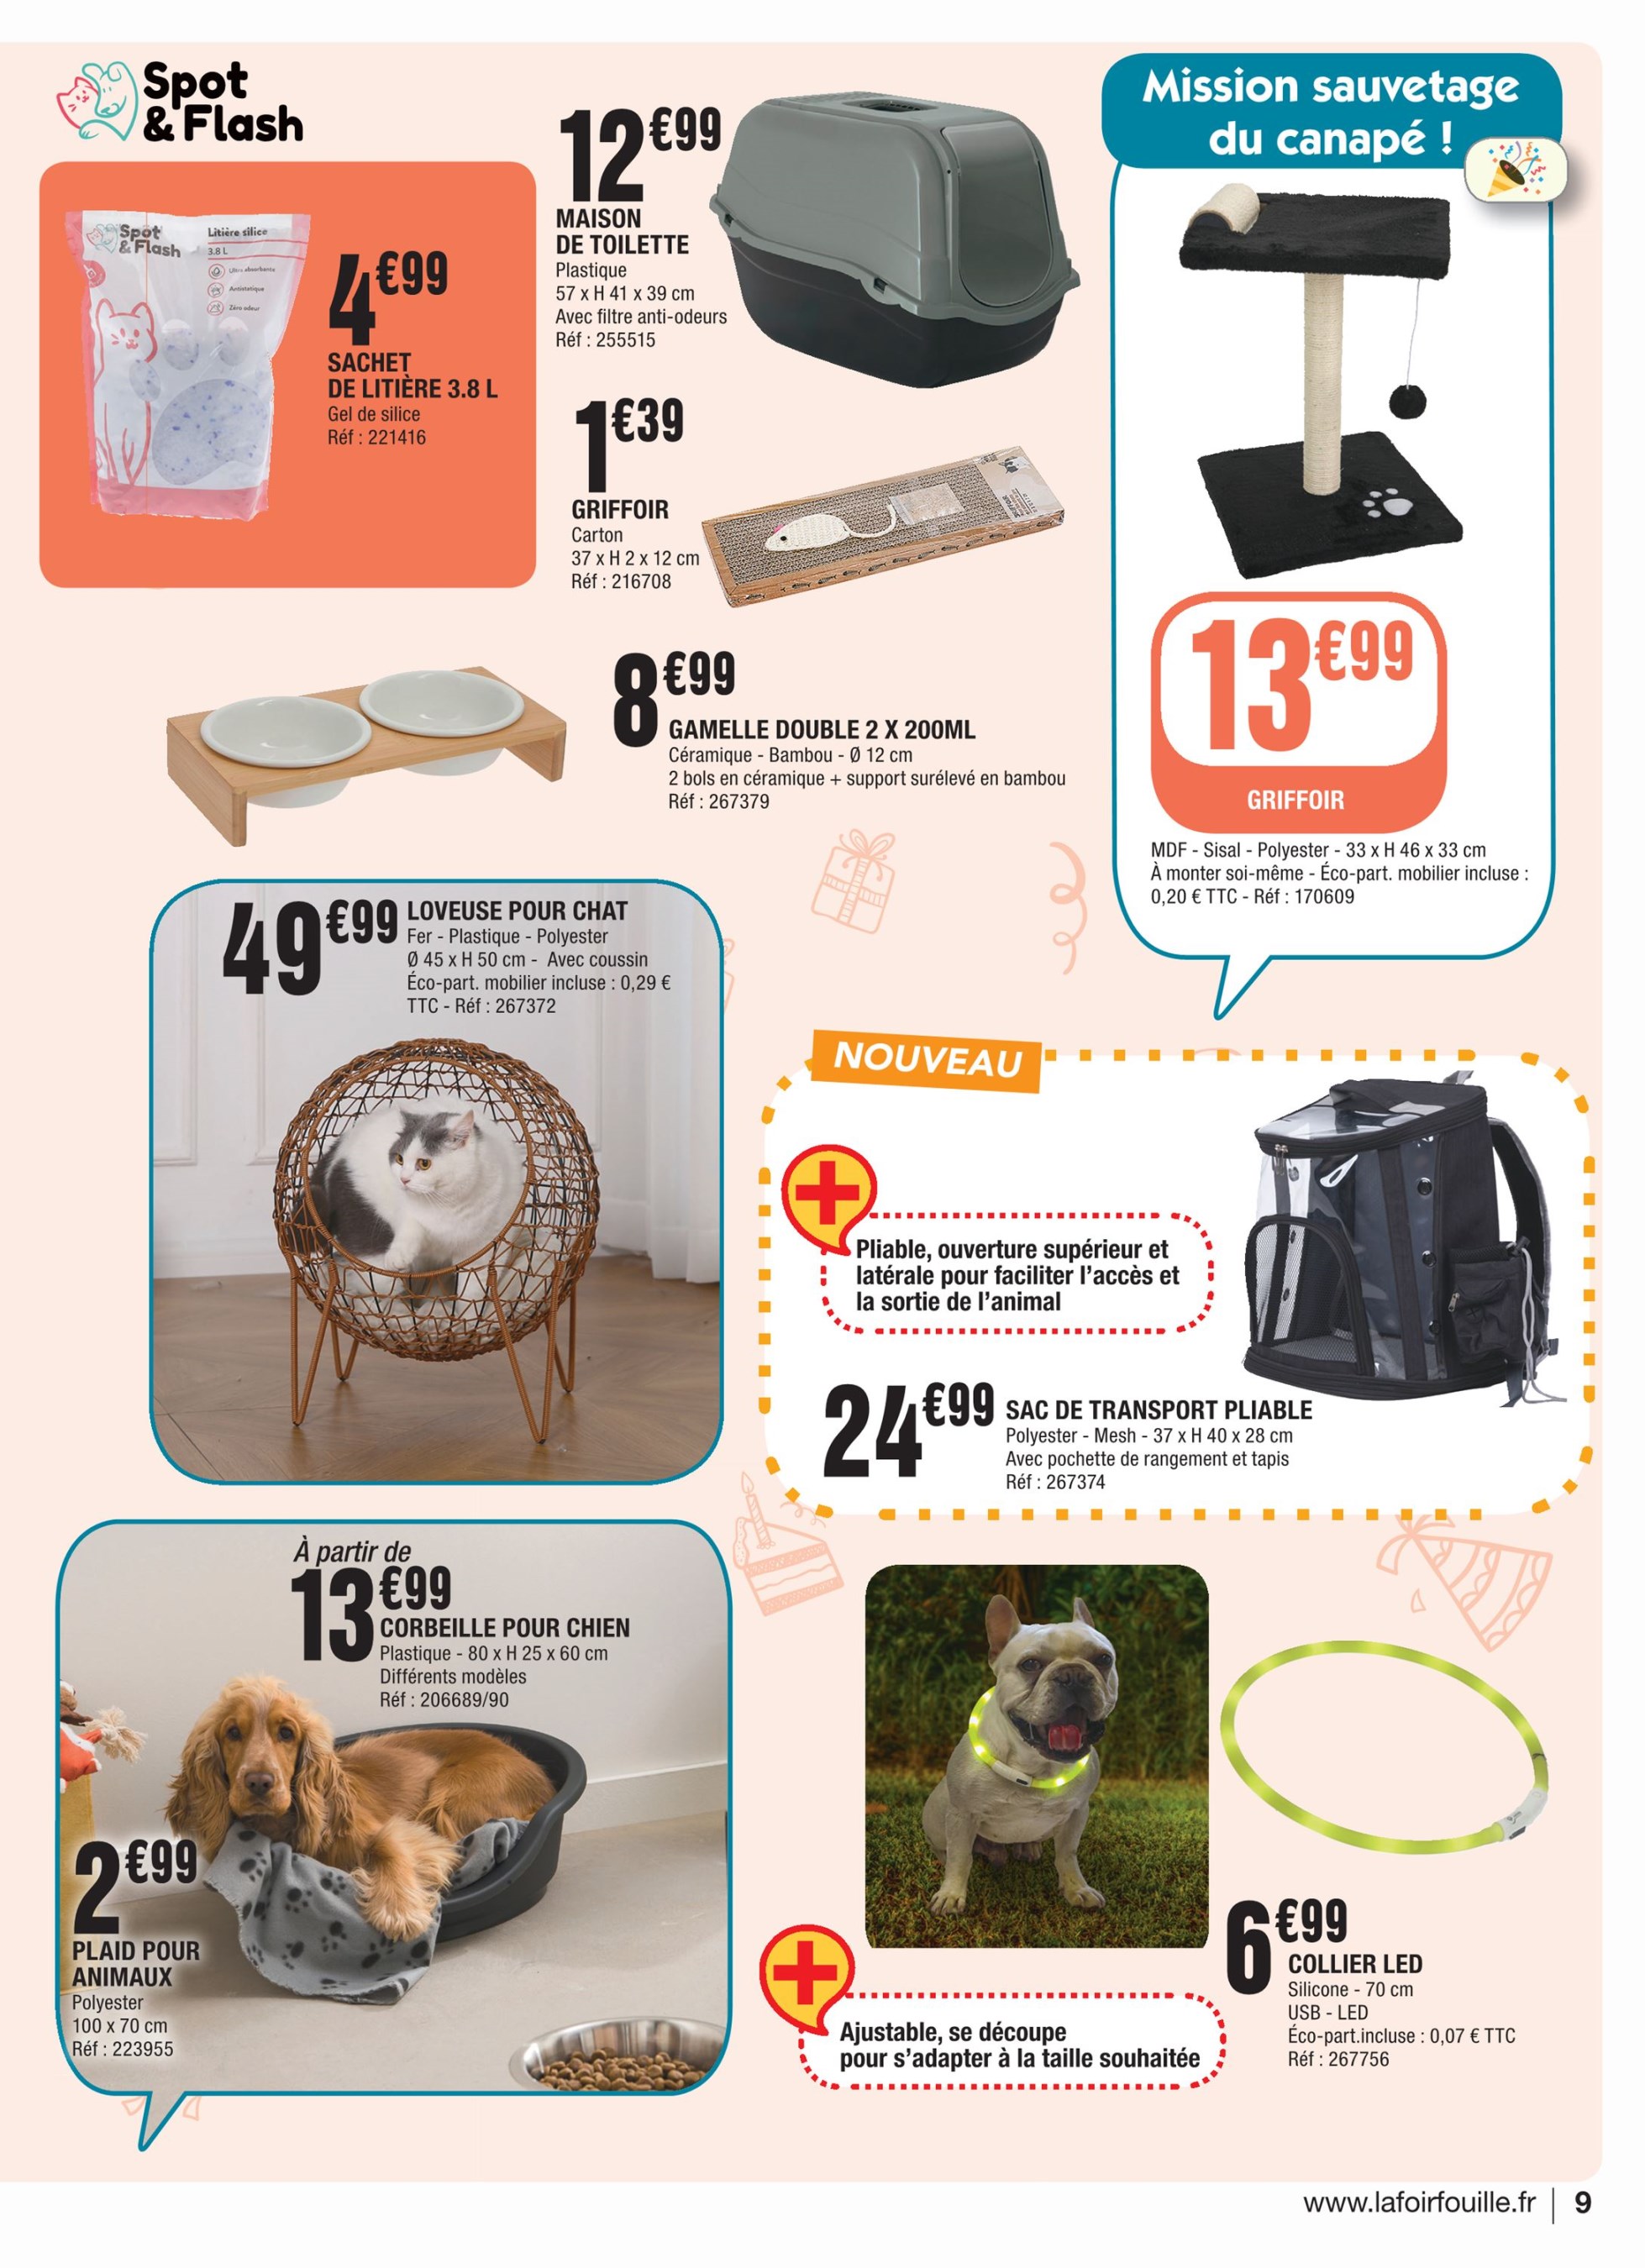 Spot
& Flash
Spot
& Flash
Litière silice
3.8 L
Ultra absorbante
Antistatique
Zéro odeur
4€99
SACHET
DE LITIÈRE 3.8 L
Gel de silice
Réf : 221416
12€99
MAISON
DE TOILETTE
Plastique
57 x H 41 x 39 cm
Avec filtre anti-odeurs
Réf : 255515
1€39
GRIFFOIR
Carton
37 x H 2 x 12 cm
Réf : 216708
Mission sauvetage
du canapé !
13€99
GRIFFOIR
MDF - Sisal - Polyester - 33 x H 46 x 33 cm
À monter soi-même - Éco-part. mobilier incluse :
0,20 € TTC - Réf : 170609
8€99
GAMELLE DOUBLE 2 X 200ML
Céramique - Bambou - Ø 12 cm
2 bols en céramique + support surélevé en bambou
Réf : 267379
49€99
LOVEUSE POUR CHAT
Fer - Plastique - Polyester
Ø 45 x H 50 cm - Avec coussin
Éco-part. mobilier incluse : 0,29 €
TTC - Réf : 267372
NOUVEAU
Pliable, ouverture supérieur et
latérale pour faciliter l’accès et
la sortie de l’animal
24€99
SAC DE TRANSPORT PLIABLE
Polyester - Mesh - 37 x H 40 x 28 cm
Avec pochette de rangement et tapis
Réf : 267374
À partir de
13€99
CORBEILLE POUR CHIEN
Plastique - 80 x H 25 x 60 cm
Différents modèles
Réf : 206689/90
2€99
PLAID POUR
ANIMAUX
Polyester
100 x 70 cm
Réf : 223955
Ajustable, se découpe
pour s’adapter à la taille souhaitée
6€99
COLLIER LED
Silicone - 70 cm
USB - LED
Éco-part.incluse : 0,07 € TTC
Réf : 267756
www.lafoirfouille.fr | 9